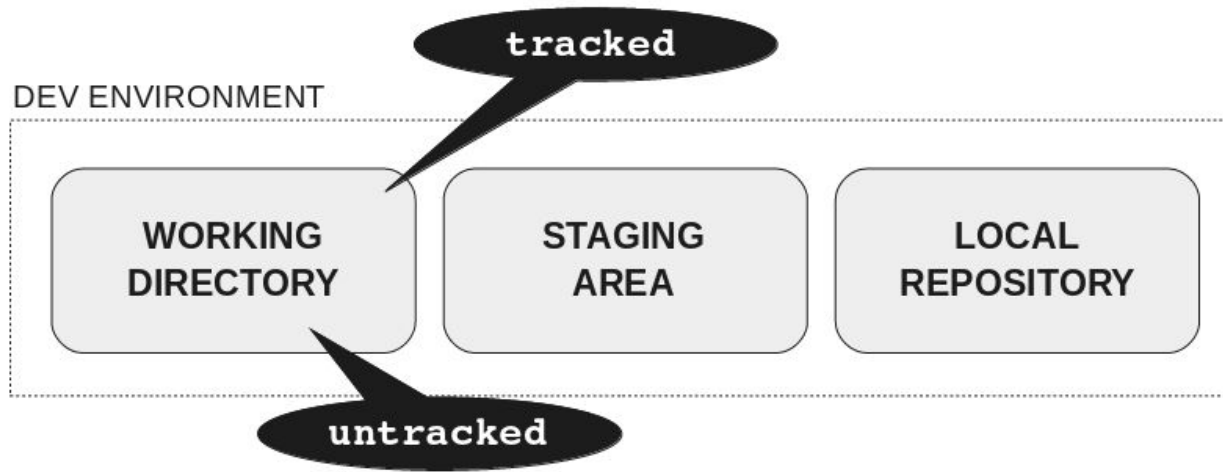 tracked
DEV ENVIRONMENT
WORKING
DIRECTORY
STAGING
AREA
LOCAL
REPOSITORY
untracked